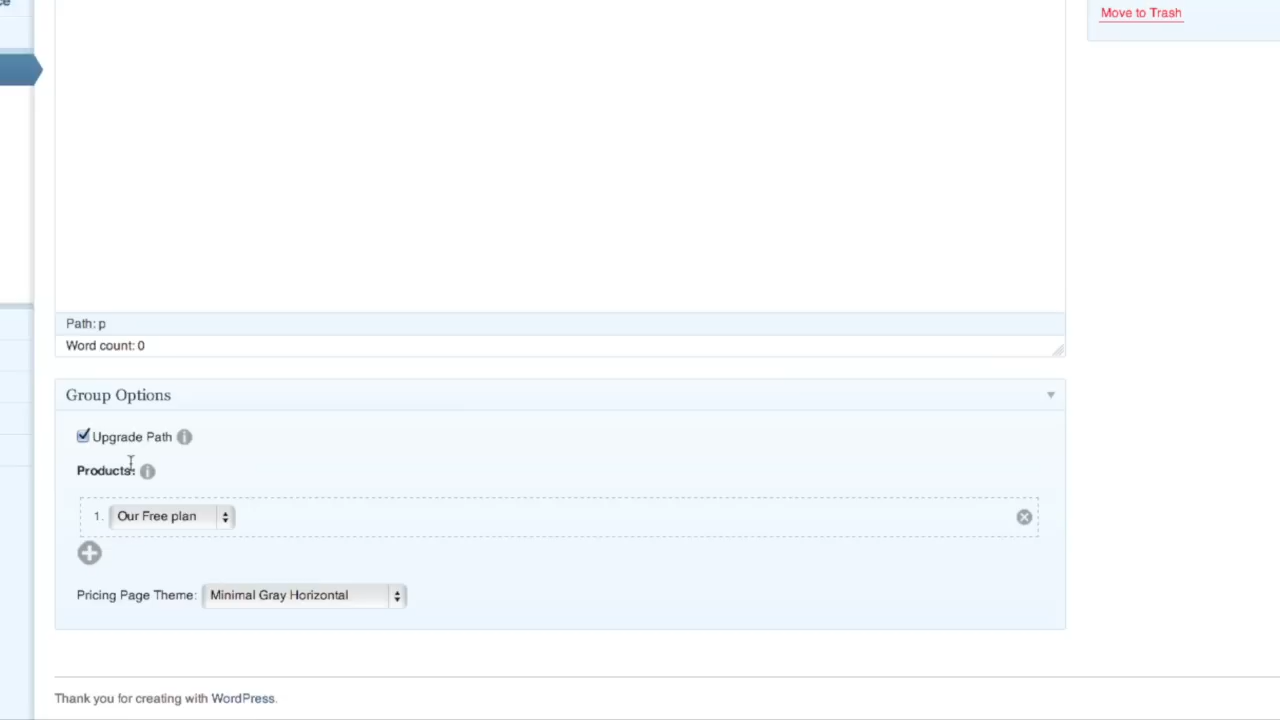 Move to Trash
Path: p
Word count: 0
Group Options
Upgrade Path
Products:
1. Our Free plan
Pricing Page Theme: Minimal Gray Horizontal
Thank you for creating with WordPress.